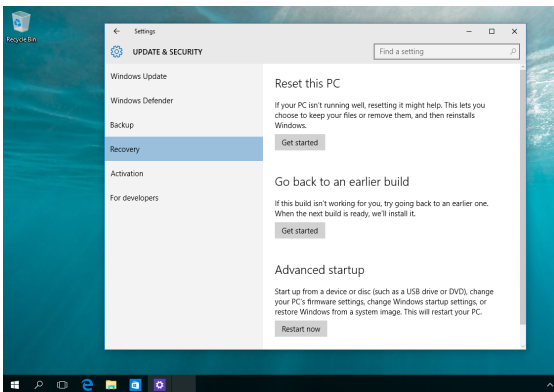 Recycle Bin
Settings
UPDATE & SECURITY
Find a setting
Windows Update
Windows Defender
Backup
Recovery
Activation
For developers
Reset this PC
If your PC isn't running well, resetting it might help. This lets you
choose to keep your files or remove them, and then reinstalls
Windows.
Get started
Go back to an earlier build
If this build isn't working for you, try going back to an earlier one.
When the next build is ready, we'll install it.
Get started
Advanced startup
Start up from a device or disc (such as a USB drive or DVD), change
your PC's firmware settings, change Windows startup settings, or
restore Windows from a system image. This will restart your PC.
Restart now